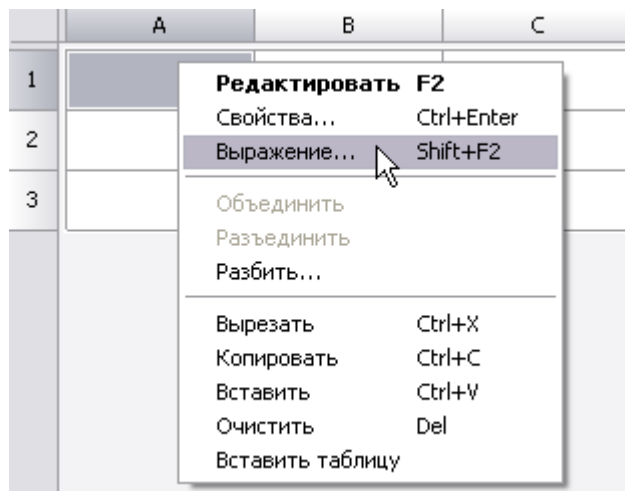 A B C
1
2
3
Редактировать F2
Свойства... Ctrl+Enter
Выражение... Shift+F2
Объединить
Разъединить
Разбить...
Вырезать Ctrl+X
Копировать Ctrl+C
Вставить Ctrl+V
Очистить Del
Вставить таблицу